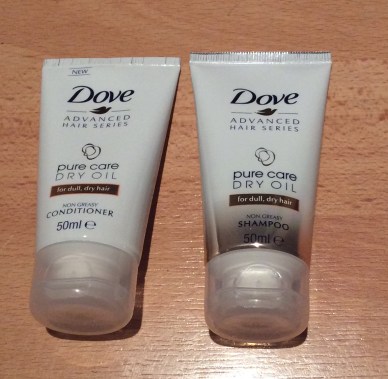 NEW
Dove
ADVANCED
HAIR SERIES
pure care
DRY OIL
for dull, dry hair
NON GREASY
CONDITIONER
50ml e
Dove
ADVANCED
HAIR SERIES
pure care
DRY OIL
for dull, dry hair
NON GREASY
SHAMPOO
50ml e